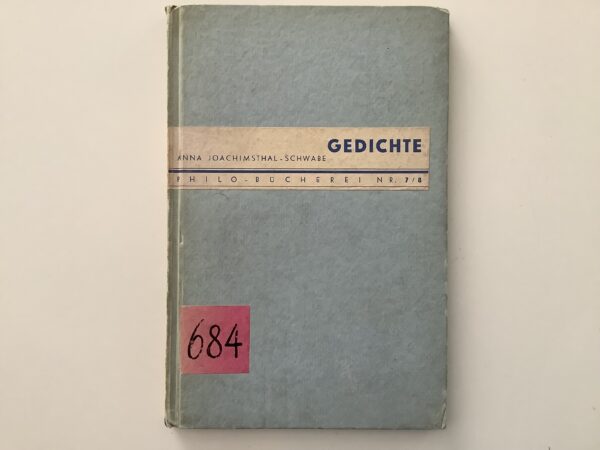 GEDICHTE
ANNA JOACHIMSTHAL-SCHWABE
PHILO-BÜCHEREI NR. 7/8
684